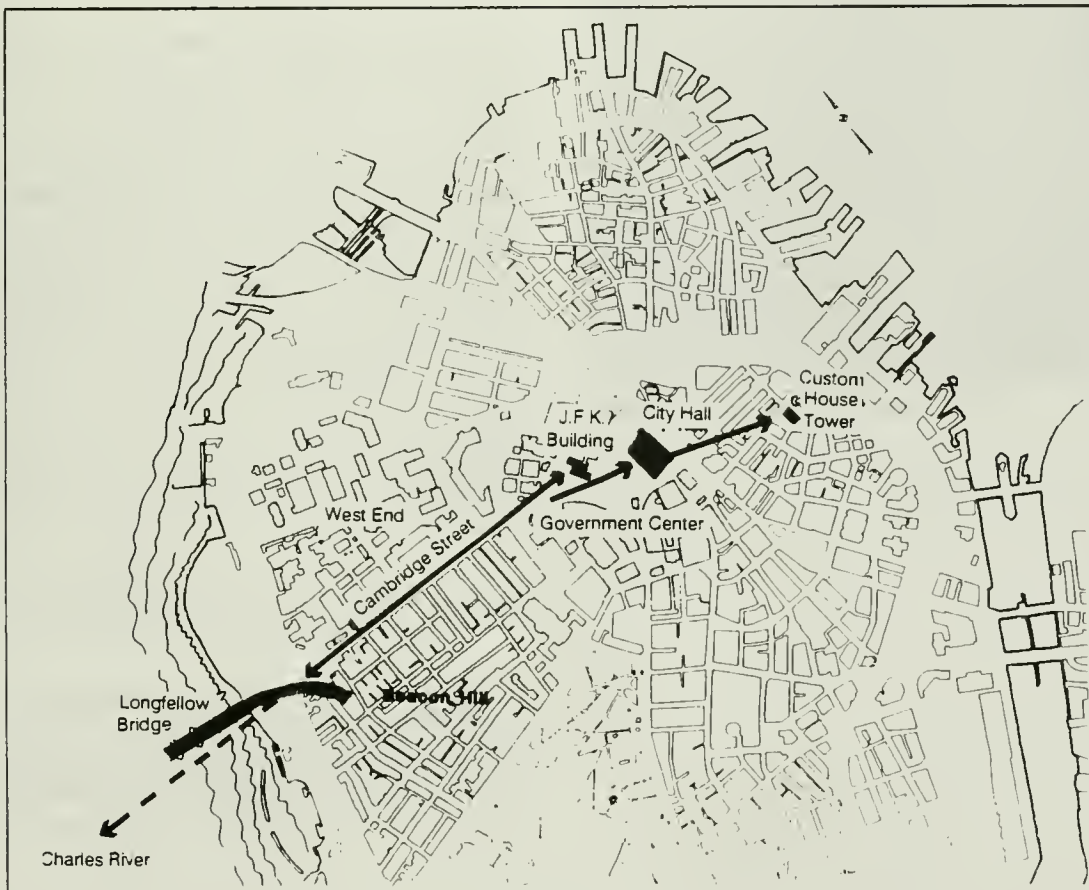 Custom
House
Tower
City Hall
J.F.K.
Building
Government Center
West End
Cambridge Street
Beacon Hill
Longfellow
Bridge
Charles River